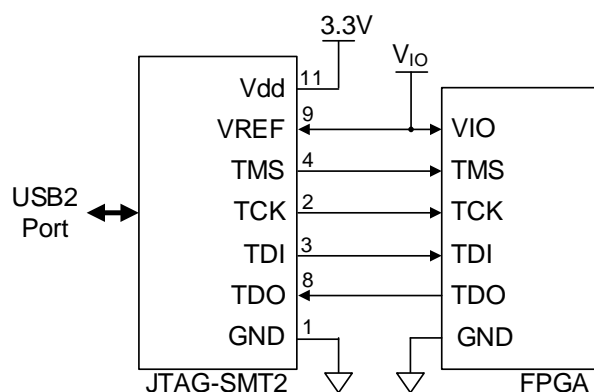 3.3V
VIO
Vdd 11
VREF 9 VIO
TMS 4 TMS
USB2
Port
TCK 2 TCK
TDI 3 TDI
TDO 8 TDO
GND 1 GND
JTAG-SMT2 FPGA